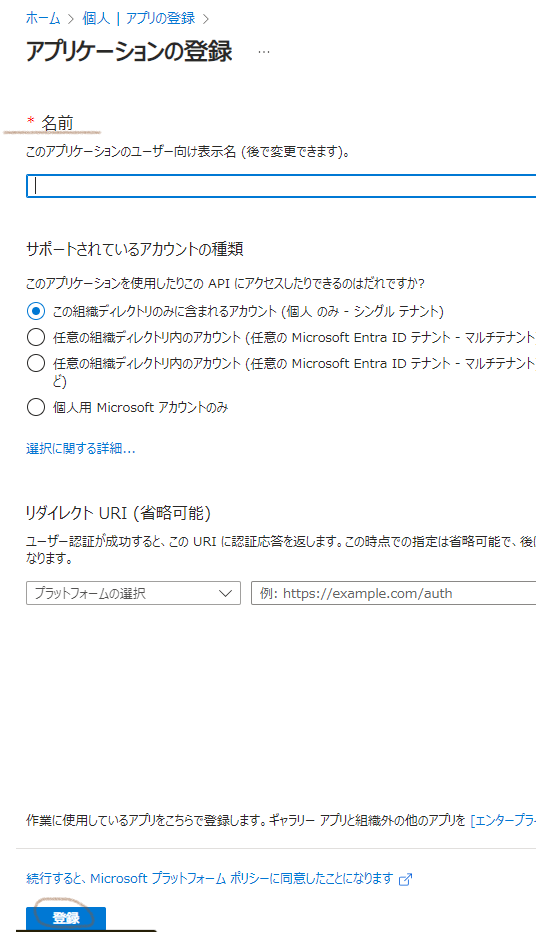 ホーム > 個人 | アプリの登録 >
アプリケーションの登録 …
* 名前
このアプリケーションのユーザー向け表示名 (後で変更できます)。
サポートされているアカウントの種類
このアプリケーションを使用したりこの API にアクセスしたりできるのはだれですか?
この組織ディレクトリのみに含まれるアカウント (個人 のみ - シングル テナント)
任意の組織ディレクトリ内のアカウント (任意の Microsoft Entra ID テナント - マルチテナント
任意の組織ディレクトリ内のアカウント (任意の Microsoft Entra ID テナント - マルチテナント
ど)
個人用 Microsoft アカウントのみ
選択に関する詳細...
リダイレクト URI (省略可能)
ユーザー認証が成功すると、この URI に認証応答を返します。この時点での指定は省略可能で、後
なります。
プラットフォームの選択
例: https://example.com/auth
作業に使用しているアプリをこちらで登録します。ギャラリー アプリと組織外の他のアプリを [エンタープラ
続行すると、Microsoft プラットフォーム ポリシーに同意したことになります
登録